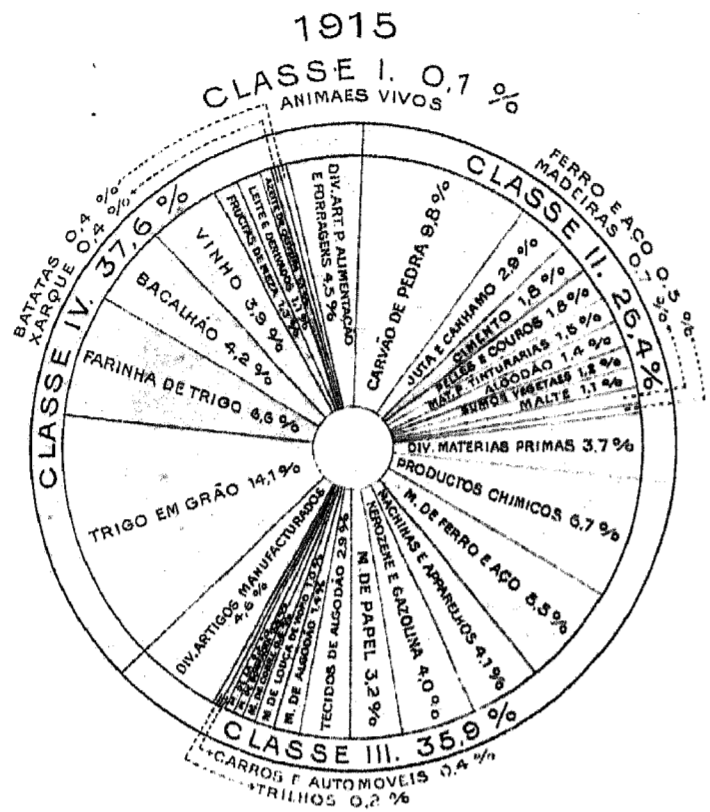 1915
CLASSE I. 0,1 %
ANIMAES VIVOS
CLASSE II. 26,4 %
FERRO E AÇO 0,5 %
MADEIRAS 0,7 %
CARVÃO DE PEDRA 9,8 %
JUTA E CANHAMO 2,9 %
CIMENTO 1,8 %
PELLES E COUROS 1,6 %
MAT. P. TINTURARIAS 1,5 %
ALGODÃO 1,4 %
SUMOS VEGETAES 1,2 %
MALTE 1,1 %
DIV. MATERIAS PRIMAS 3,7 %
CLASSE III. 35,9 %
PRODUCTOS CHIMICOS 6,7 %
M. DE FERRO E AÇO 5,5 %
MACHINAS E APPARELHOS 4,1 %
KEROZENE E GAZOLINA 4,0 %
M. DE PAPEL 3,2 %
TECIDOS DE ALGODÃO 2,9 %
M. DE ALGODÃO 1,4 %
M. DE LOUÇA DE
DIV. ARTIGOS MANUFACTURADOS
4,6 %
CARROS E AUTOMOVEIS 0,4 %
TRILHOS 0,2 %
CLASSE IV. 37,6 %
TRIGO EM GRÃO 14,1 %
FARINHA DE TRIGO 6,6 %
BACALHÃO 4,2 %
VINHO 3,9 %
FRUCTAS DE MEZA
LEITE E DERIVADOS
AZEITE DE OLIVEIRA
DIV. ART. P. ALIMENTAÇÃO
E FORRAGENS 4,5 %
BATATAS 0,4 %
XARQUE 0,4 %